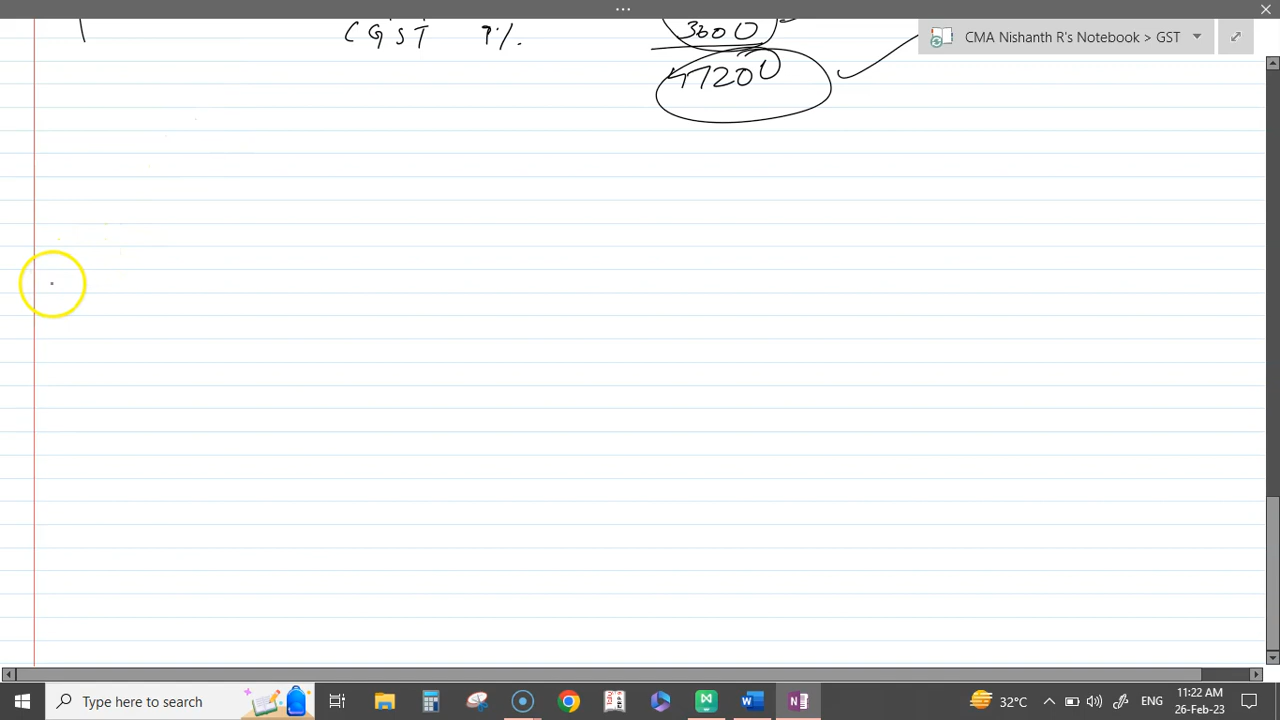 CGST 9% 3600
CMA Nishanth R's Notebook > GST
47200
Type here to search
32°C
ENG
11:22 AM
26-Feb-23